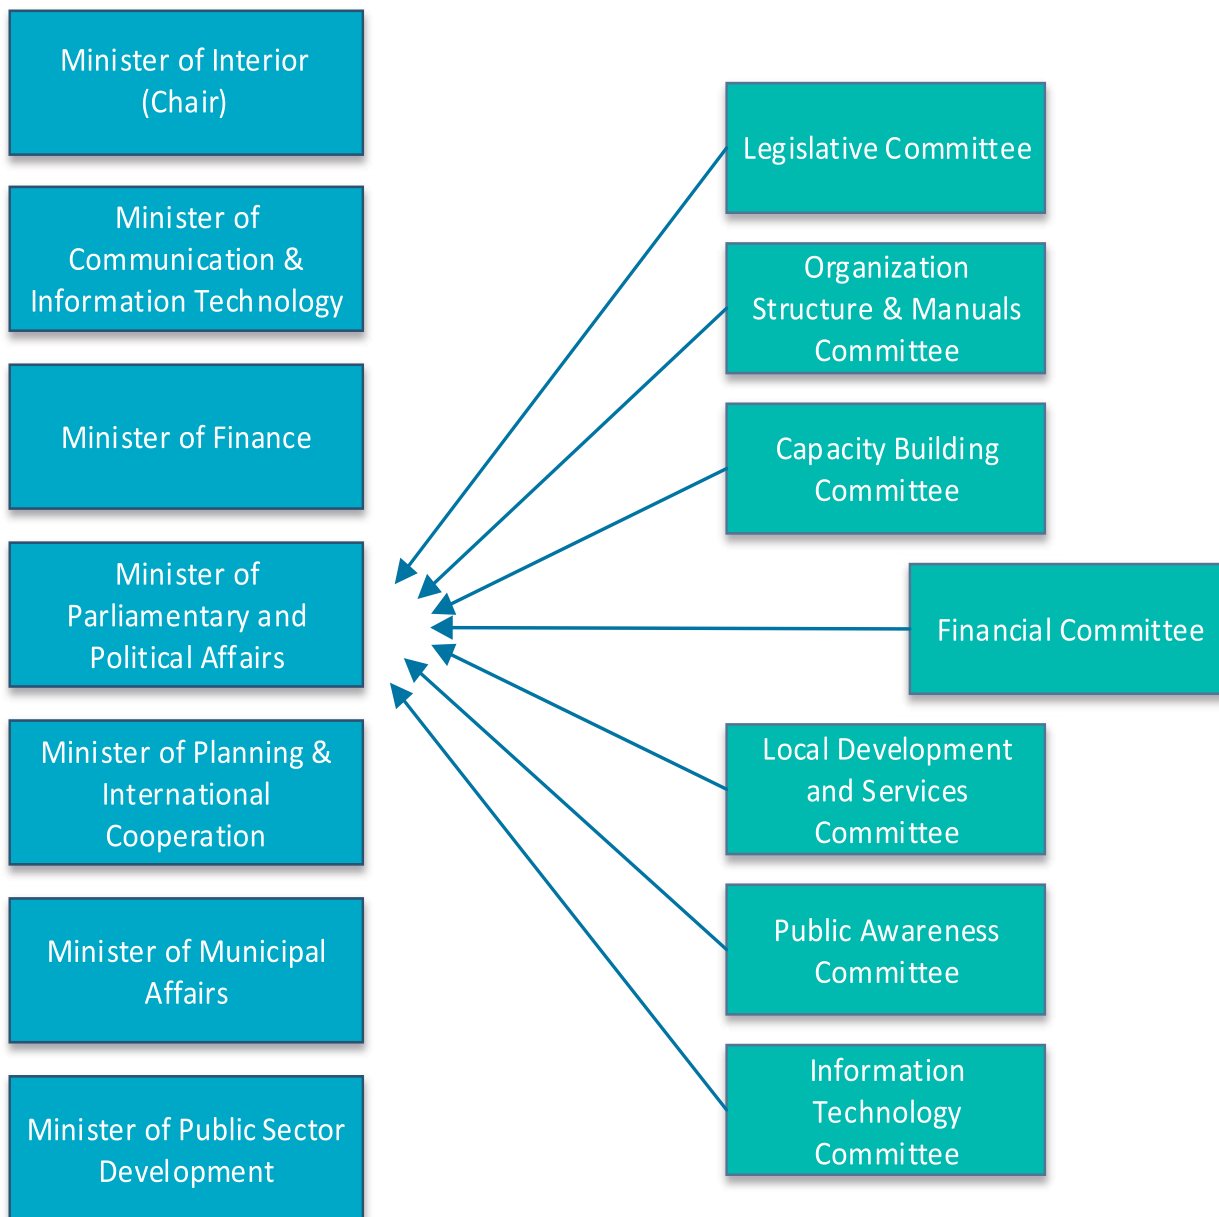 Minister of Interior
(Chair)
Minister of
Communication &
Information Technology
Minister of Finance
Minister of
Parliamentary and
Political Affairs
Minister of Planning &
International
Cooperation
Minister of Municipal
Affairs
Minister of Public Sector
Development
Legislative Committee
Organization
Structure & Manuals
Committee
Capacity Building
Committee
Financial Committee
Local Development
and Services
Committee
Public Awareness
Committee
Information
Technology
Committee